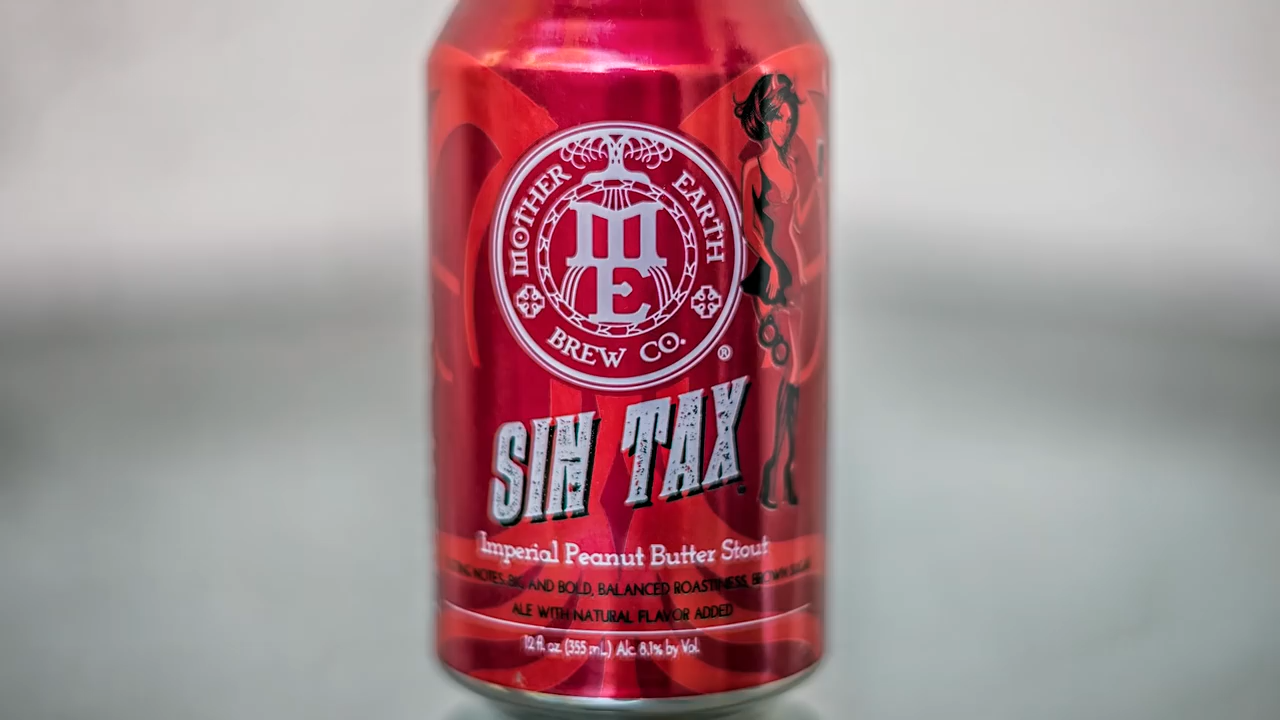 MOTHER EARTH
ME
BREW CO.
®
SIN TAX
Imperial Peanut Butter Stout
NOTES: BIG AND BOLD, BALANCED ROASTINESS, BROWN SUGAR
ALE WITH NATURAL FLAVOR ADDED
12 fl. oz. (355 mL) Alc. 8.1% by Vol.